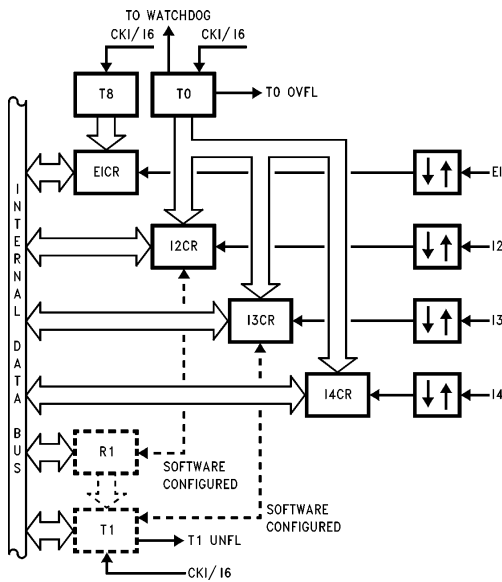 TO WATCHDOG
CKI/16
CKI/16
T8
T0
T0 OVFL
EICR
EI
I2CR
I2
I3CR
I3
I4CR
I4
INTERNAL DATA BUS
R1
SOFTWARE
CONFIGURED
T1
SOFTWARE
CONFIGURED
T1 UNFL
CKI/16